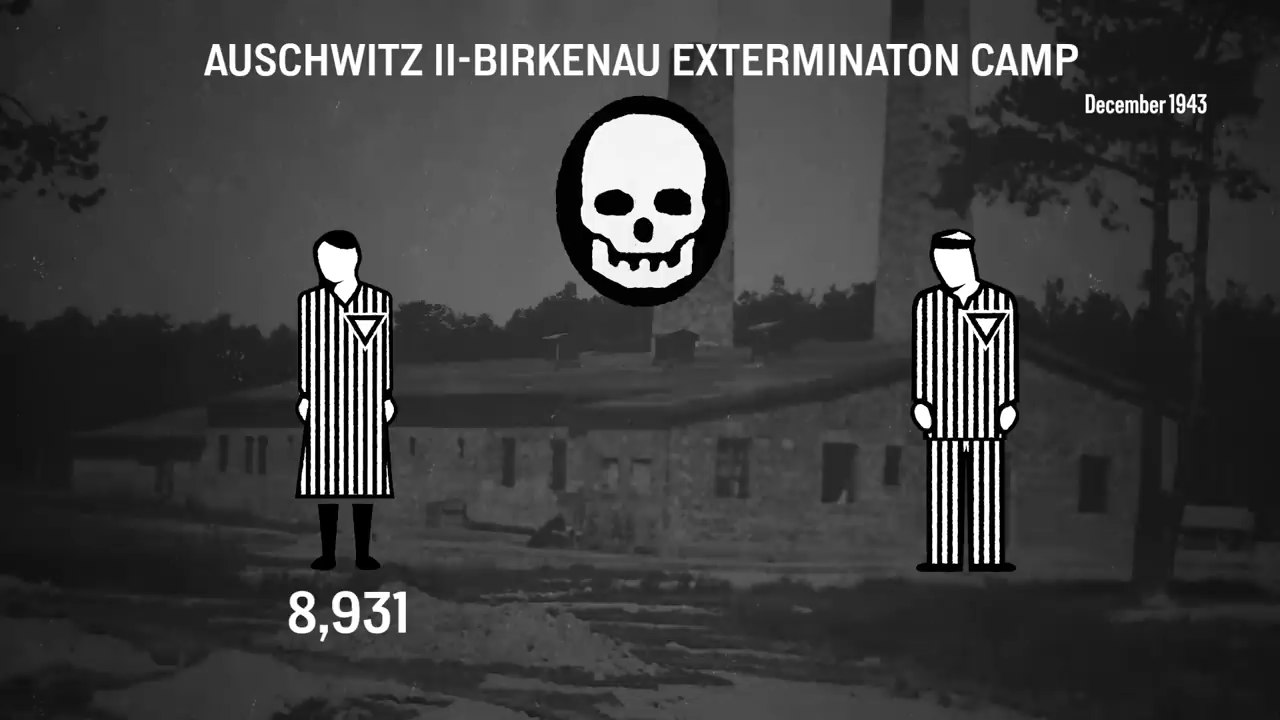 AUSCHWITZ II-BIRKENAU EXTERMINATON CAMP
December 1943
8,931